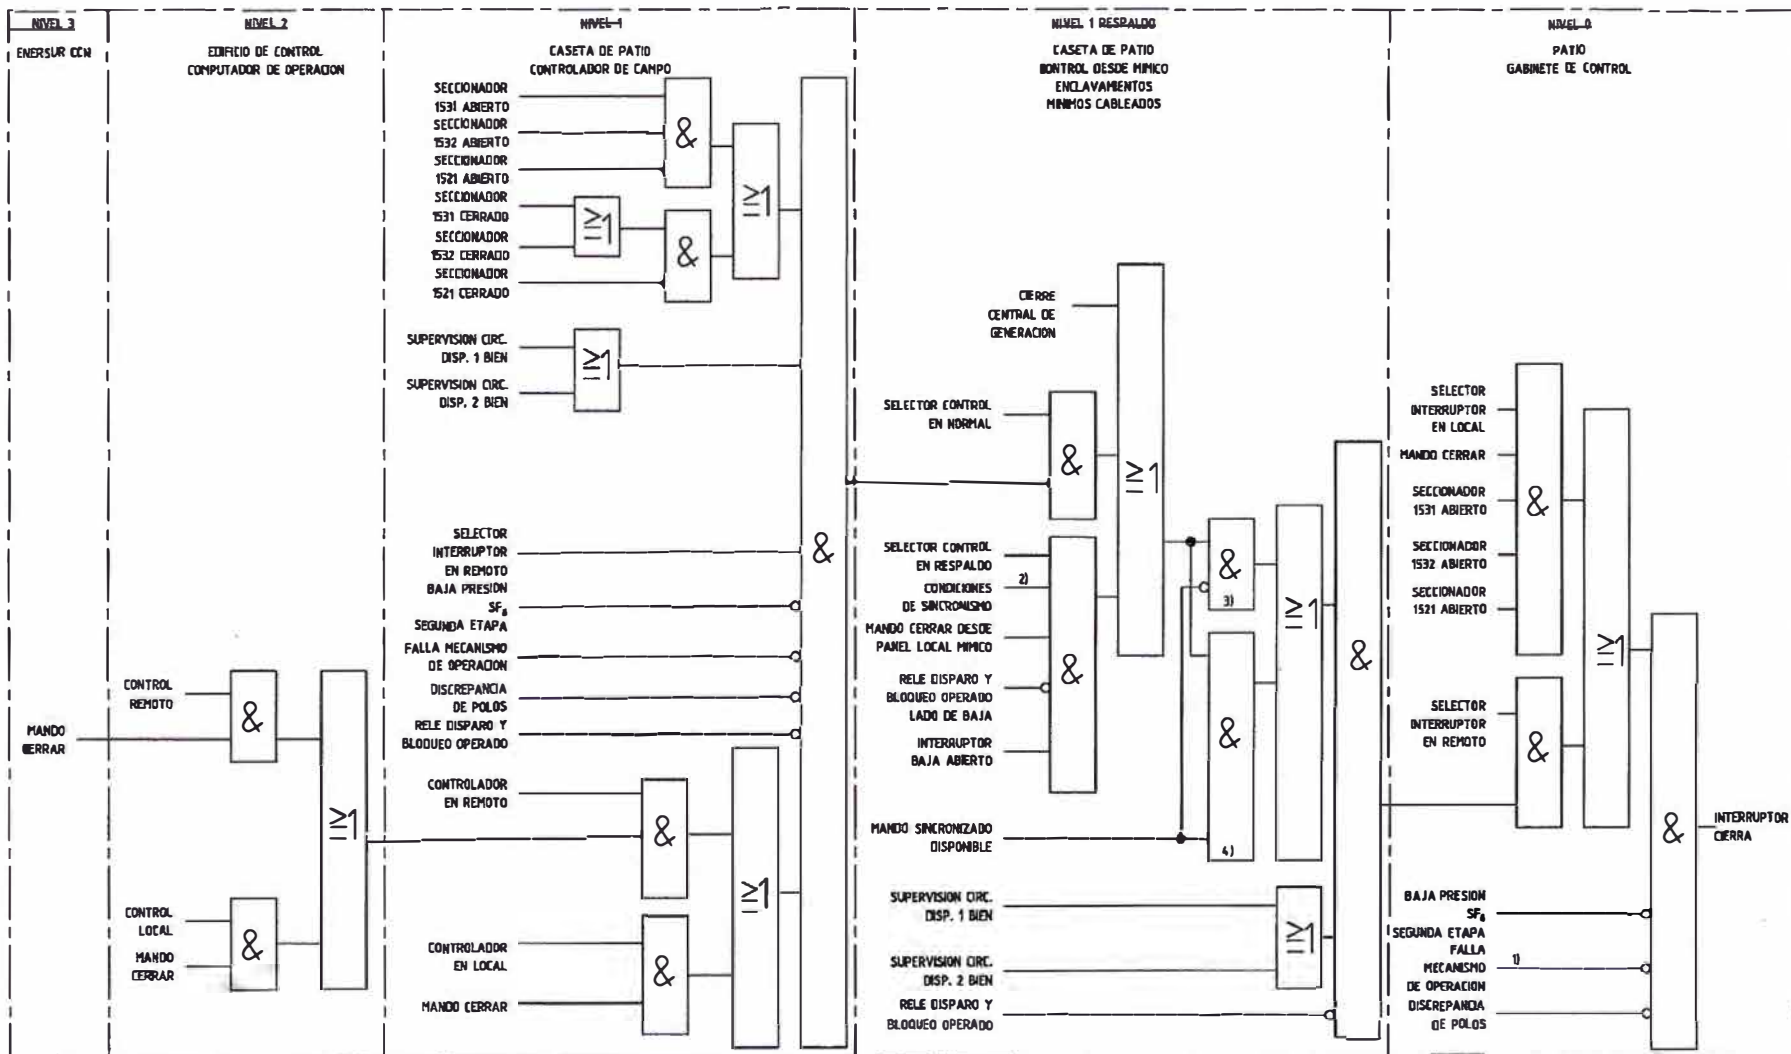 NIVEL 3
ENERSUR CCN
MANDO
CERRAR
NIVEL 2
EDIFICIO DE CONTROL
COMPUTADOR DE OPERACION
CONTROL
REMOTO
&
≥1
CONTROL
LOCAL
MANDO
CERRAR
&
NIVEL 1
CASETA DE PATIO
CONTROLADOR DE CAMPO
SECCIONADOR
1531 ABIERTO
SECCIONADOR
1532 ABIERTO
SECCIONADOR
1521 ABIERTO
&
SECCIONADOR
1531 CERRADO
SECCIONADOR
1532 CERRADO
≥1
SECCIONADOR
1521 CERRADO
&
≥1
SUPERVISION CIRC.
DISP. 1 BIEN
SUPERVISION CIRC.
DISP. 2 BIEN
≥1
SELECTOR
INTERRUPTOR
EN REMOTO
BAJA PRESION
SF6
SEGUNDA ETAPA
FALLA MECANISMO
DE OPERACION
DISCREPANCIA
DE POLOS
RELE DISPARO Y
BLOQUEO OPERADO
&
CONTROLADOR
EN REMOTO
&
CONTROLADOR
EN LOCAL
MANDO CERRAR
&
≥1
NIVEL 1 RESPALDO
CASETA DE PATIO
BONTROL DESDE MIMICO
ENCLAVAMIENTOS
MINIMOS CABLEADOS
CIERRE
CENTRAL DE
GENERACION
SELECTOR CONTROL
EN NORMAL
&
≥1
SELECTOR CONTROL
EN RESPALDO
CONDICIONES
DE SINCRONISMO
2)
MANDO CERRAR DESDE
PANEL LOCAL MIMICO
RELE DISPARO Y
BLOQUEO OPERADO
LADO DE BAJA
INTERRUPTOR
BAJA ABIERTO
&
&
3)
≥1
&
4)
MANDO SINCRONIZADO
DISPONIBLE
&
SUPERVISION CIRC.
DISP. 1 BIEN
SUPERVISION CIRC.
DISP. 2 BIEN
≥1
RELE DISPARO Y
BLOQUEO OPERADO
NIVEL 0
PATIO
GABINETE DE CONTROL
SELECTOR
INTERRUPTOR
EN LOCAL
MANDO CERRAR
SECCIONADOR
1531 ABIERTO
SECCIONADOR
1532 ABIERTO
SECCIONADOR
1521 ABIERTO
&
≥1
SELECTOR
INTERRUPTOR
EN REMOTO
&
&
INTERRUPTOR
CIERRA
BAJA PRESION
SF6
SEGUNDA ETAPA
FALLA
MECANISMO
DE OPERACION
1)
DISCREPANCIA
DE POLOS